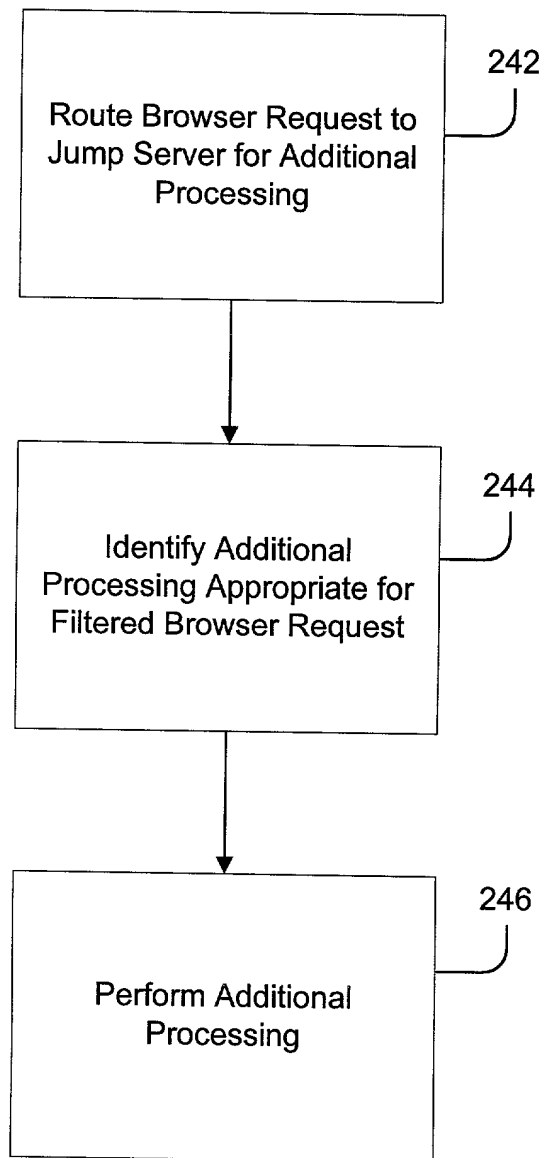 242
Route Browser Request to
Jump Server for Additional
Processing
244
Identify Additional
Processing Appropriate for
Filtered Browser Request
246
Perform Additional
Processing